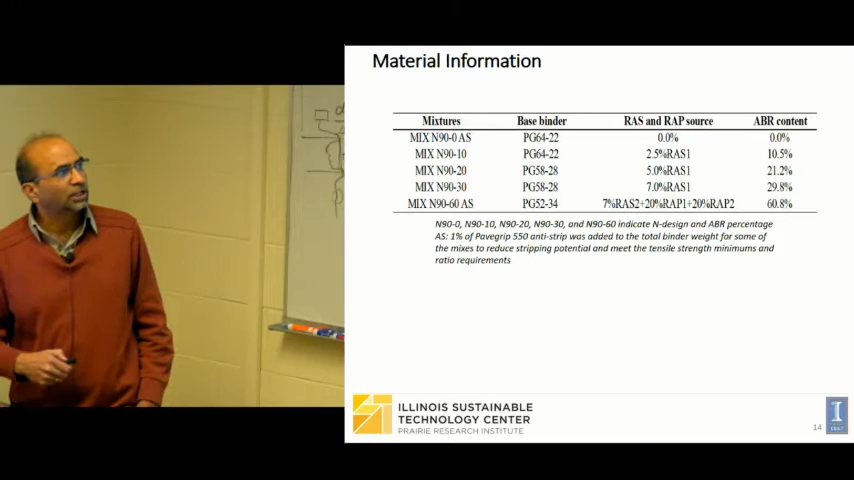 Material Information
Mixtures Base binder RAS and RAP source ABR content
MIX N90-0 AS PG64-22 0.0% 0.0%
MIX N90-10 PG64-22 2.5%RAS1 10.5%
MIX N90-20 PG58-28 5.0%RAS1 21.2%
MIX N90-30 PG58-28 7.0%RAS1 29.8%
MIX N90-60 AS PG52-34 7%RAS2+20%RAP1+20%RAP2 60.8%
N90-0, N90-10, N90-20, N90-30, and N90-60 indicate N-design and ABR percentage
AS: 1% of Pavegrip 550 anti-strip was added to the total binder weight for some of
the mixes to reduce stripping potential and meet the tensile strength minimums and
ratio requirements
ILLINOIS SUSTAINABLE
TECHNOLOGY CENTER
PRAIRIE RESEARCH INSTITUTE
14
I